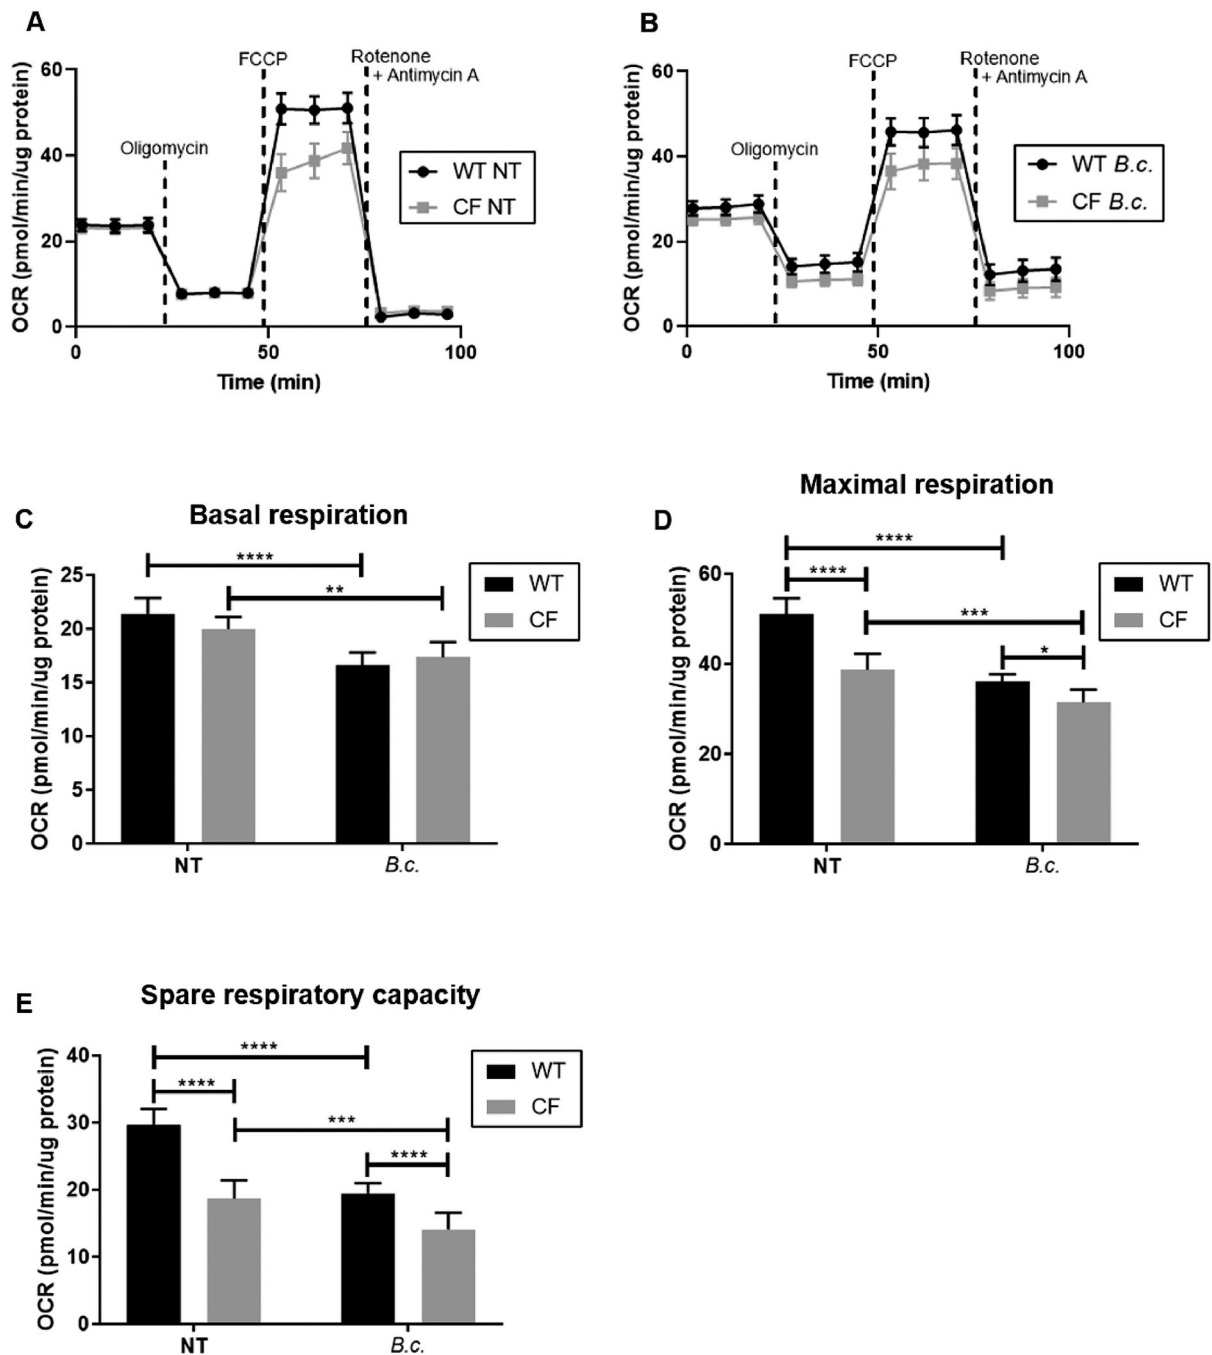 A
FCCP
Rotenone
+ Antimycin A
Oligomycin
OCR (pmol/min/ug protein)
60
40
20
0
0
50
100
Time (min)
WT NT
CF NT
B
FCCP
Rotenone
+ Antimycin A
Oligomycin
OCR (pmol/min/ug protein)
60
40
20
0
0
50
100
Time (min)
WT B.c.
CF B.c.
C
Basal respiration
****
**
OCR (pmol/min/ug protein)
25
20
15
10
5
0
NT
B.c.
WT
CF
D
Maximal respiration
****
****
***
*
OCR (pmol/min/ug protein)
60
40
20
0
NT
B.c.
WT
CF
E
Spare respiratory capacity
****
****
***
****
OCR (pmol/min/ug protein)
40
30
20
10
0
NT
B.c.
WT
CF